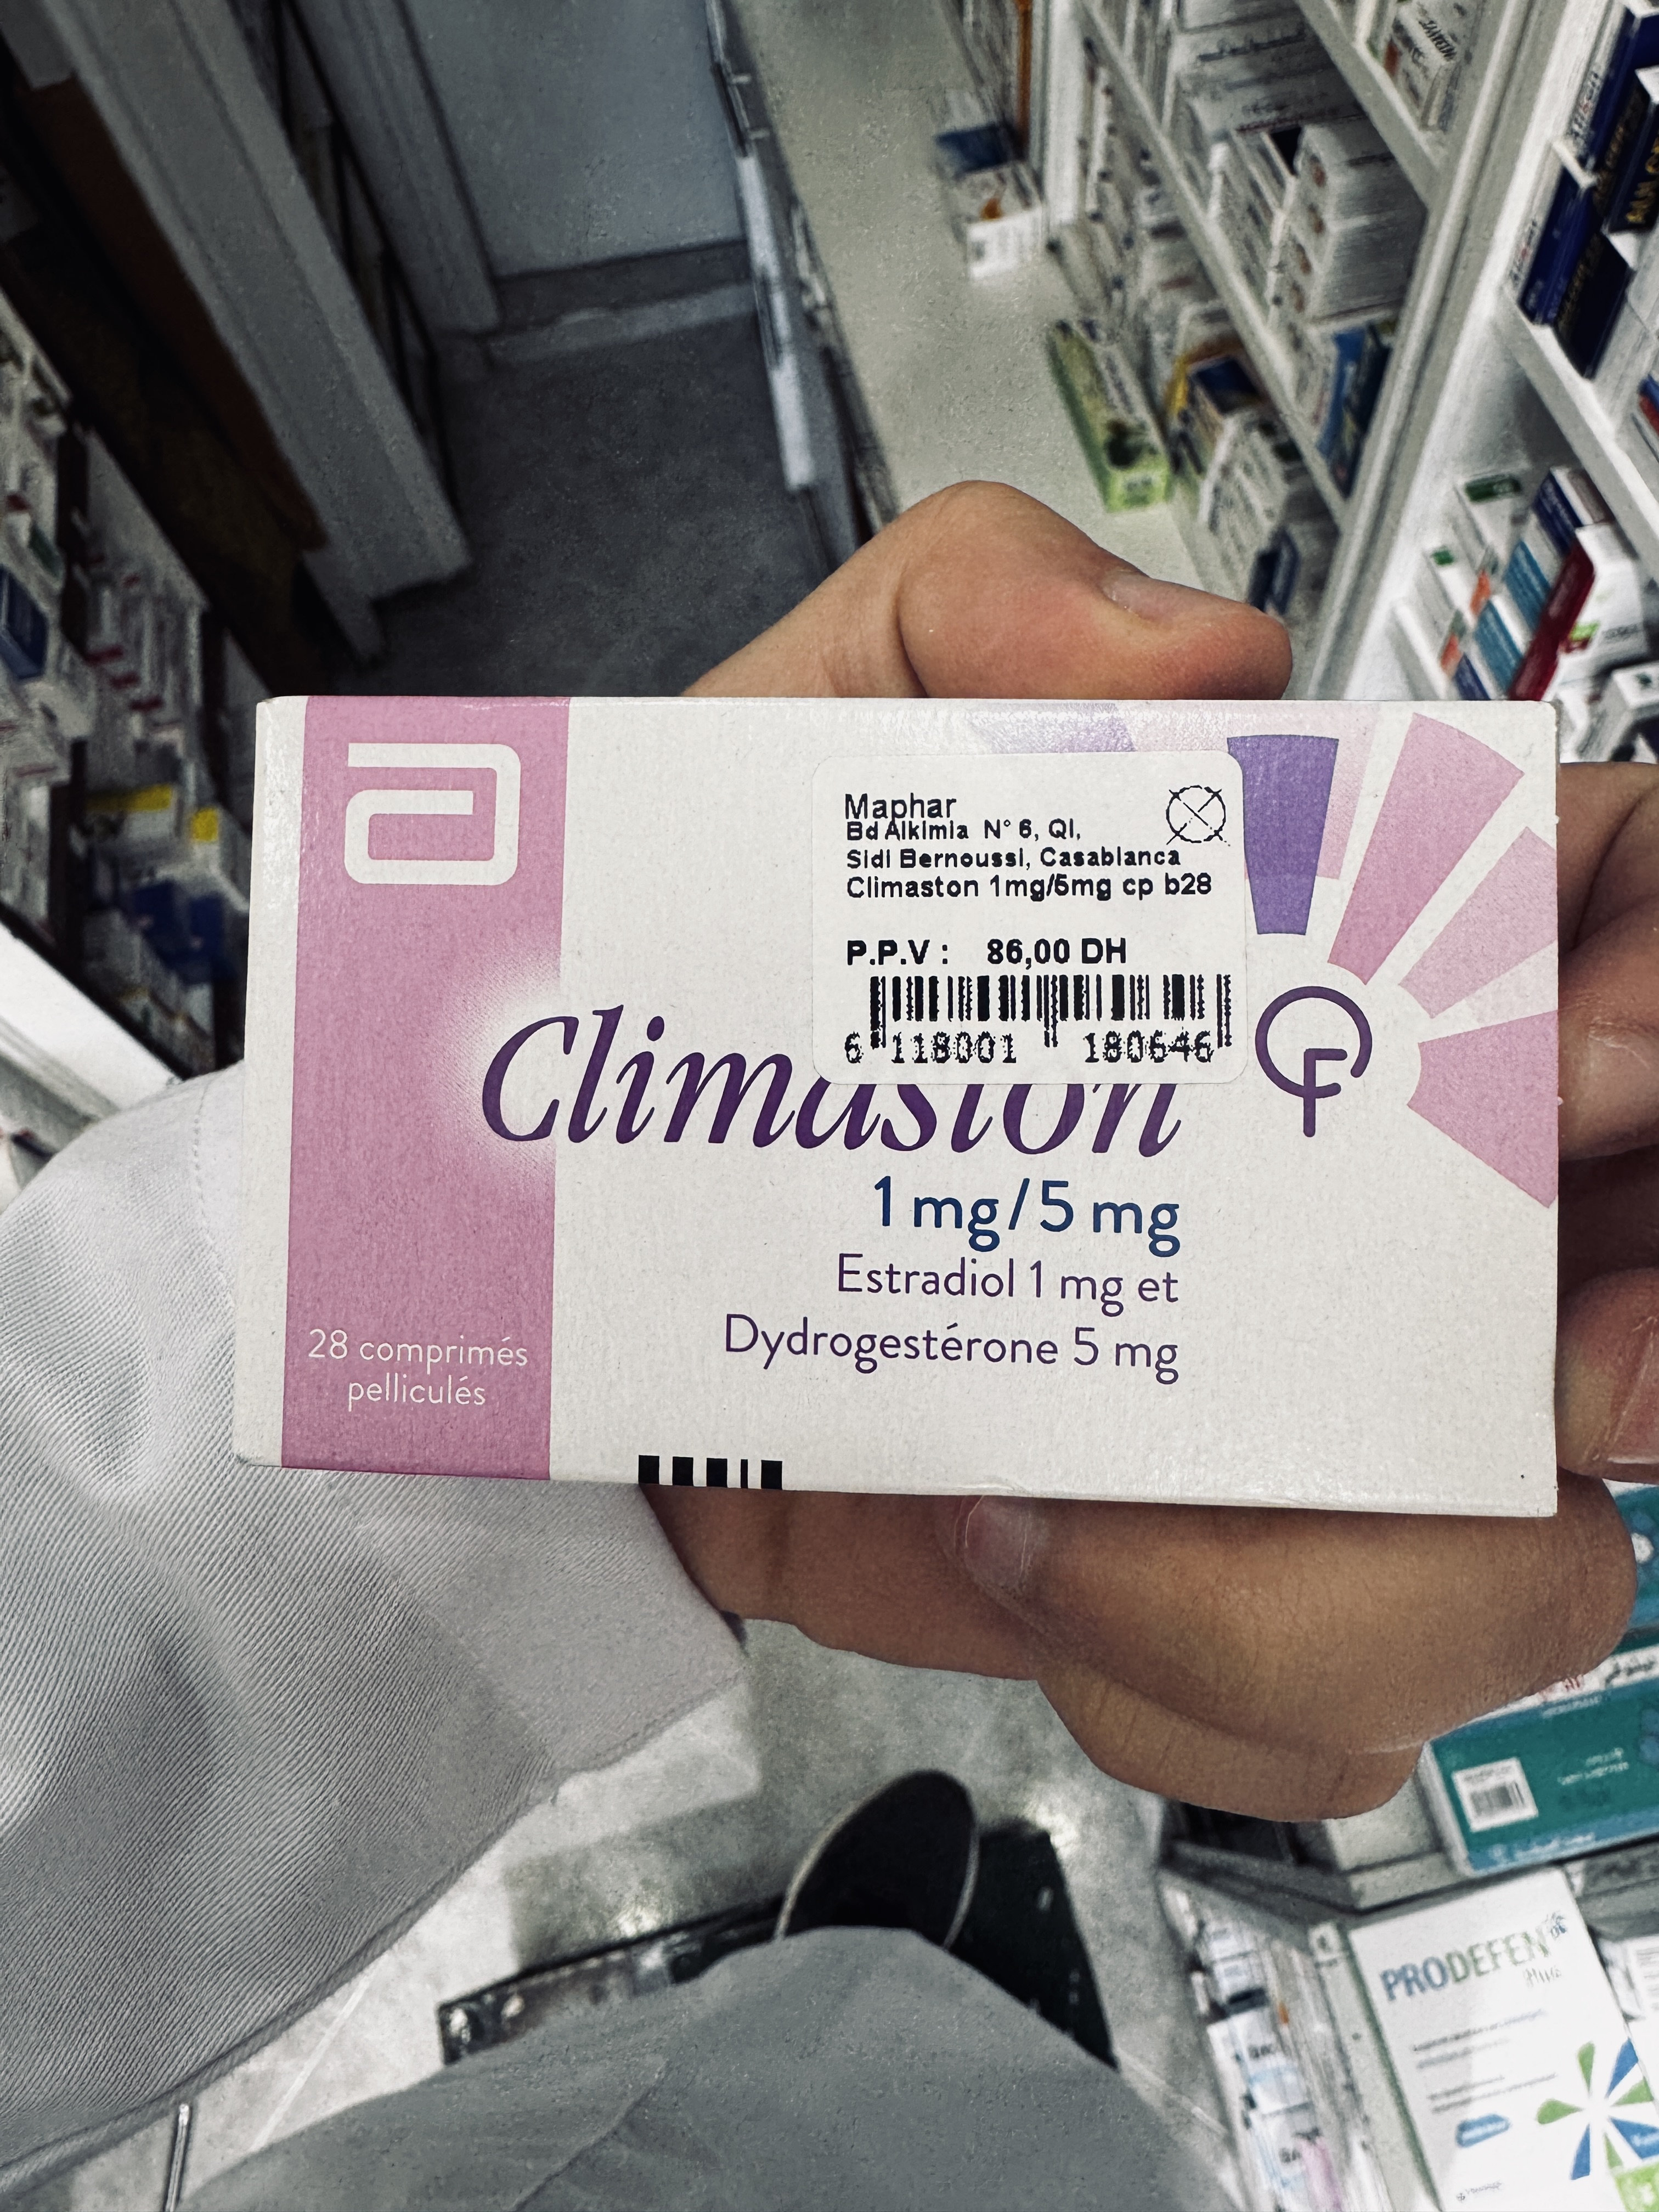 Maphar
Bd Alkimia N° 6, QI,
Sidi Bernoussi, Casablanca
Climaston 1mg/5mg cp b28
P.P.V : 86,00 DH
6 118001 180646
Climaston
1 mg/5 mg
Estradiol 1 mg et
Dydrogestérone 5 mg
28 comprimés
pelliculés
PRODEFEN
plus